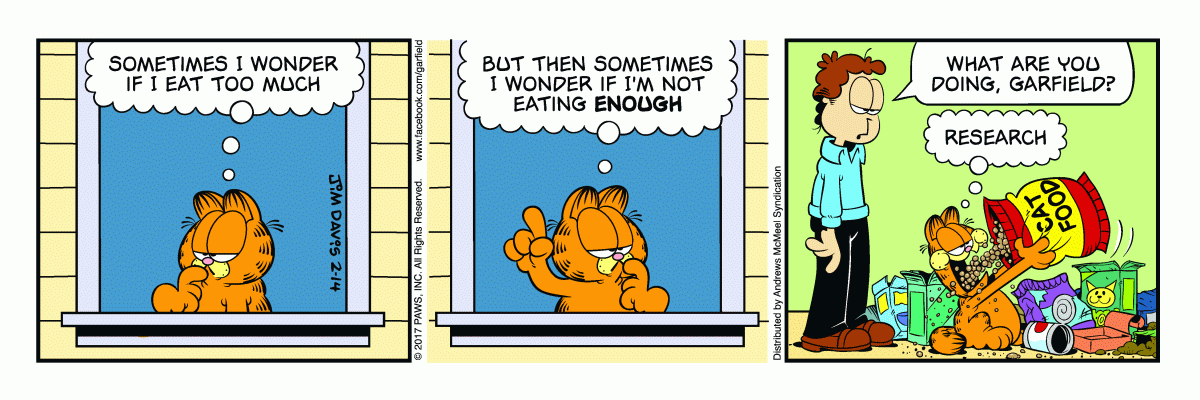 SOMETIMES I WONDER
IF I EAT TOO MUCH
JIM DAVIS 2-14
© 2017 PAWS, INC. All Rights Reserved. www.facebook.com/garfield
BUT THEN SOMETIMES
I WONDER IF I'M NOT
EATING ENOUGH
Distributed by Andrews McMeel Syndication
WHAT ARE YOU
DOING, GARFIELD?
RESEARCH
CAT
FOOD